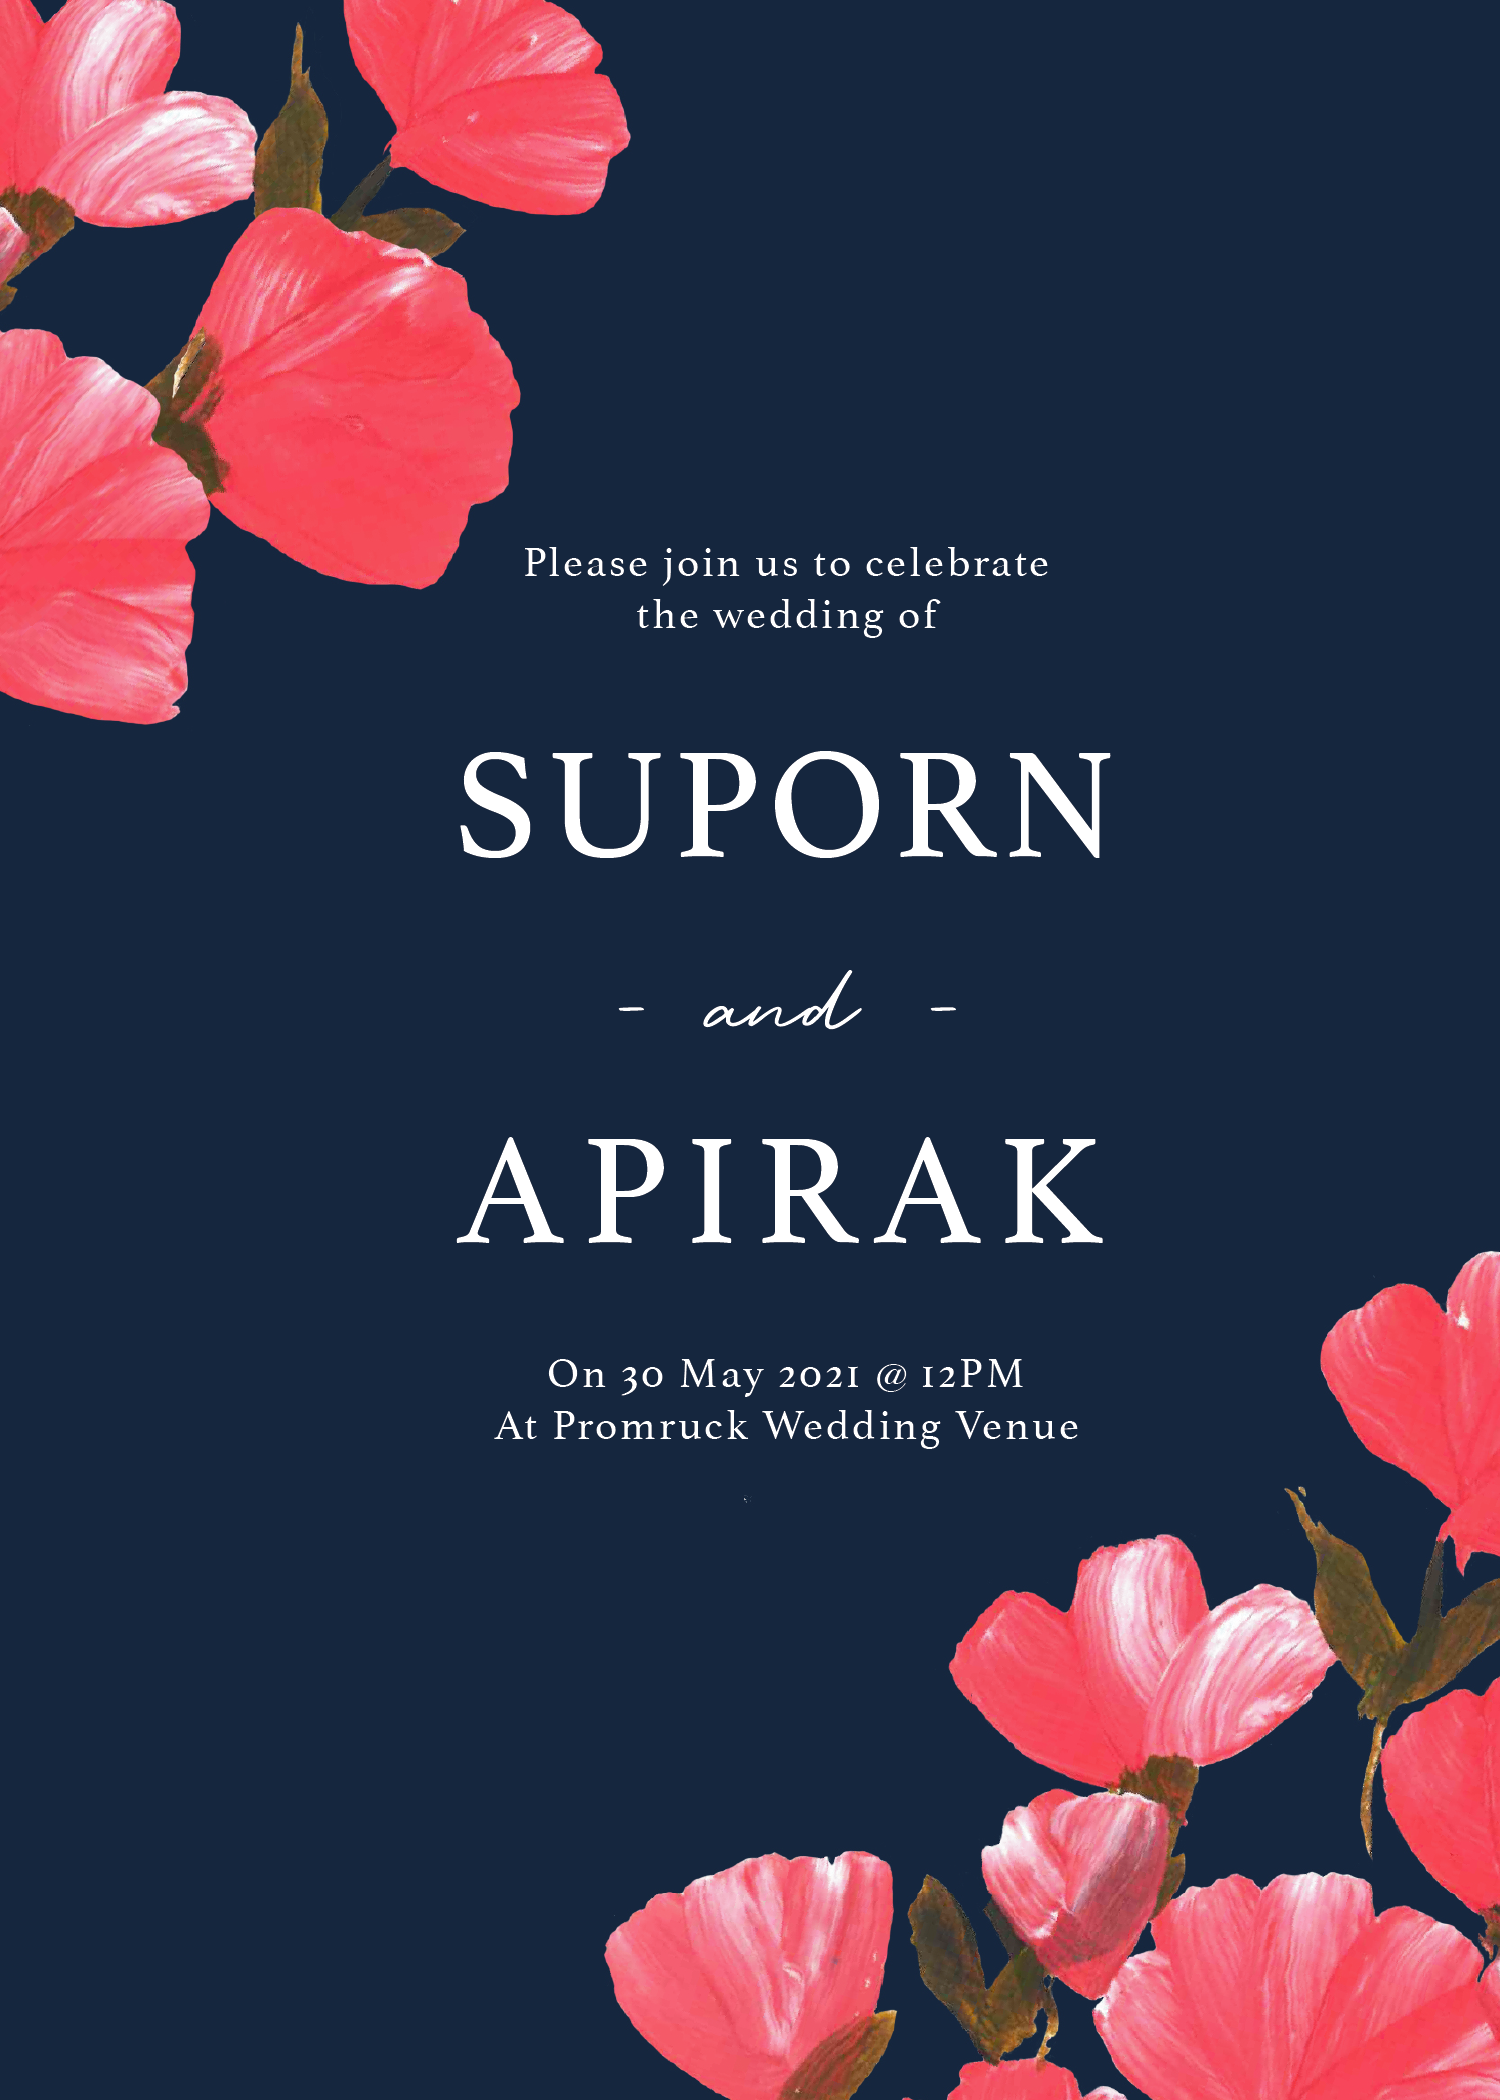 Please join us to celebrate
the wedding of
SUPORN
- and -
APIRAK
On 30 May 2021 @ 12PM
At Promruck Wedding Venue